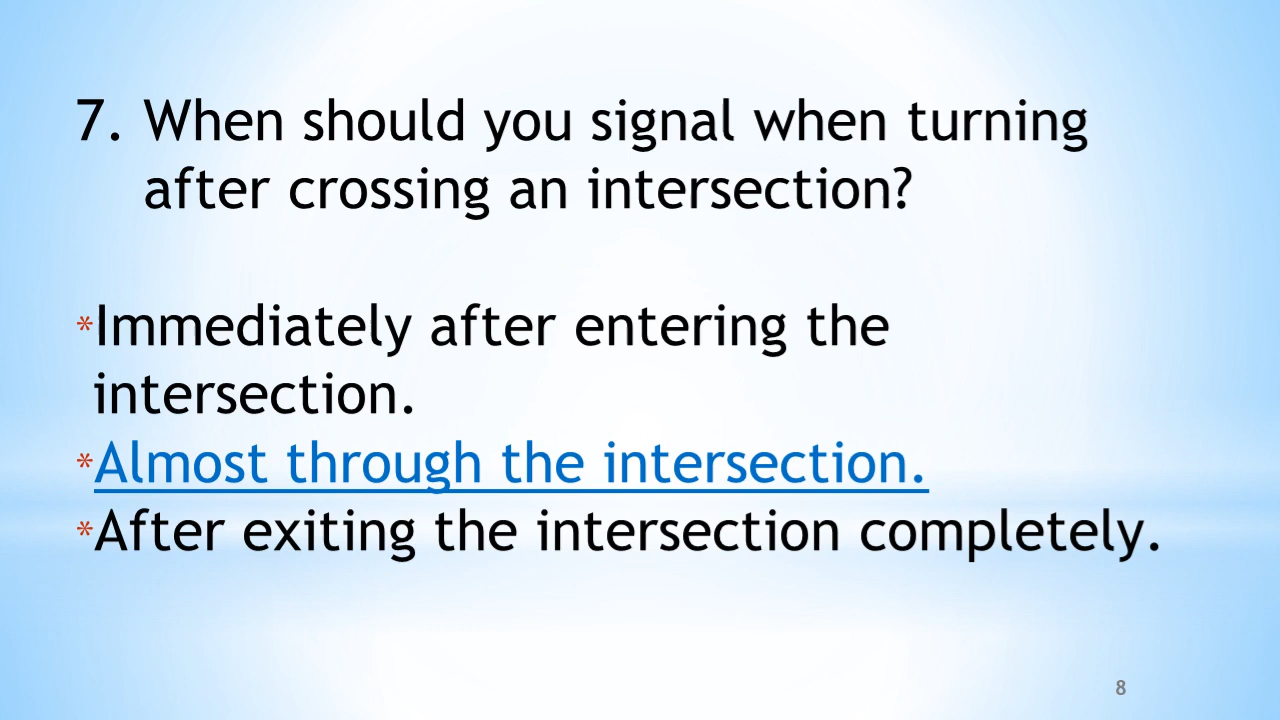 7. When should you signal when turning
after crossing an intersection?
*Immediately after entering the
intersection.
*Almost through the intersection.
*After exiting the intersection completely.
8